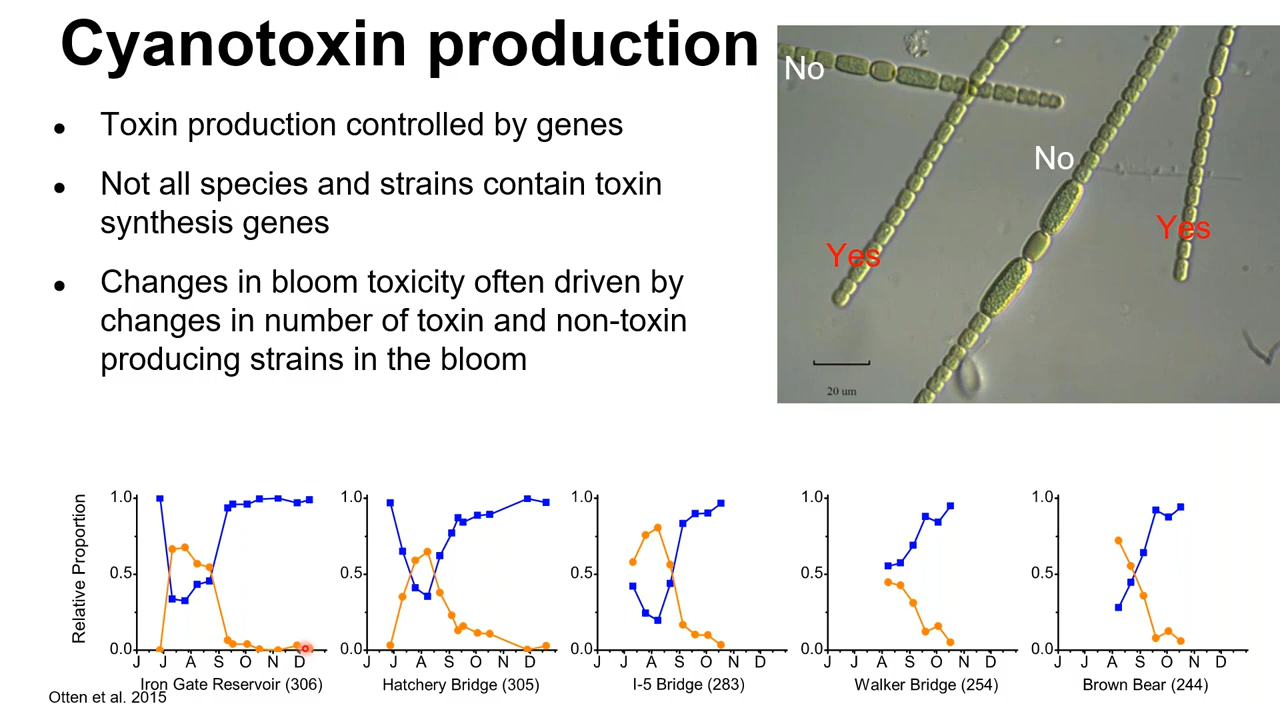 Cyanotoxin production
• Toxin production controlled by genes
• Not all species and strains contain toxin
synthesis genes
• Changes in bloom toxicity often driven by
changes in number of toxin and non-toxin
producing strains in the bloom
No
No
Yes
Yes
20 um
Relative Proportion
1.0
0.5
0.0
J J A S O N D
Iron Gate Reservoir (306)
1.0
0.5
0.0
J J A S O N D
Hatchery Bridge (305)
1.0
0.5
0.0
J J A S O N D
I-5 Bridge (283)
1.0
0.5
0.0
J J A S O N D
Walker Bridge (254)
1.0
0.5
0.0
J J A S O N D
Brown Bear (244)
Otten et al. 2015